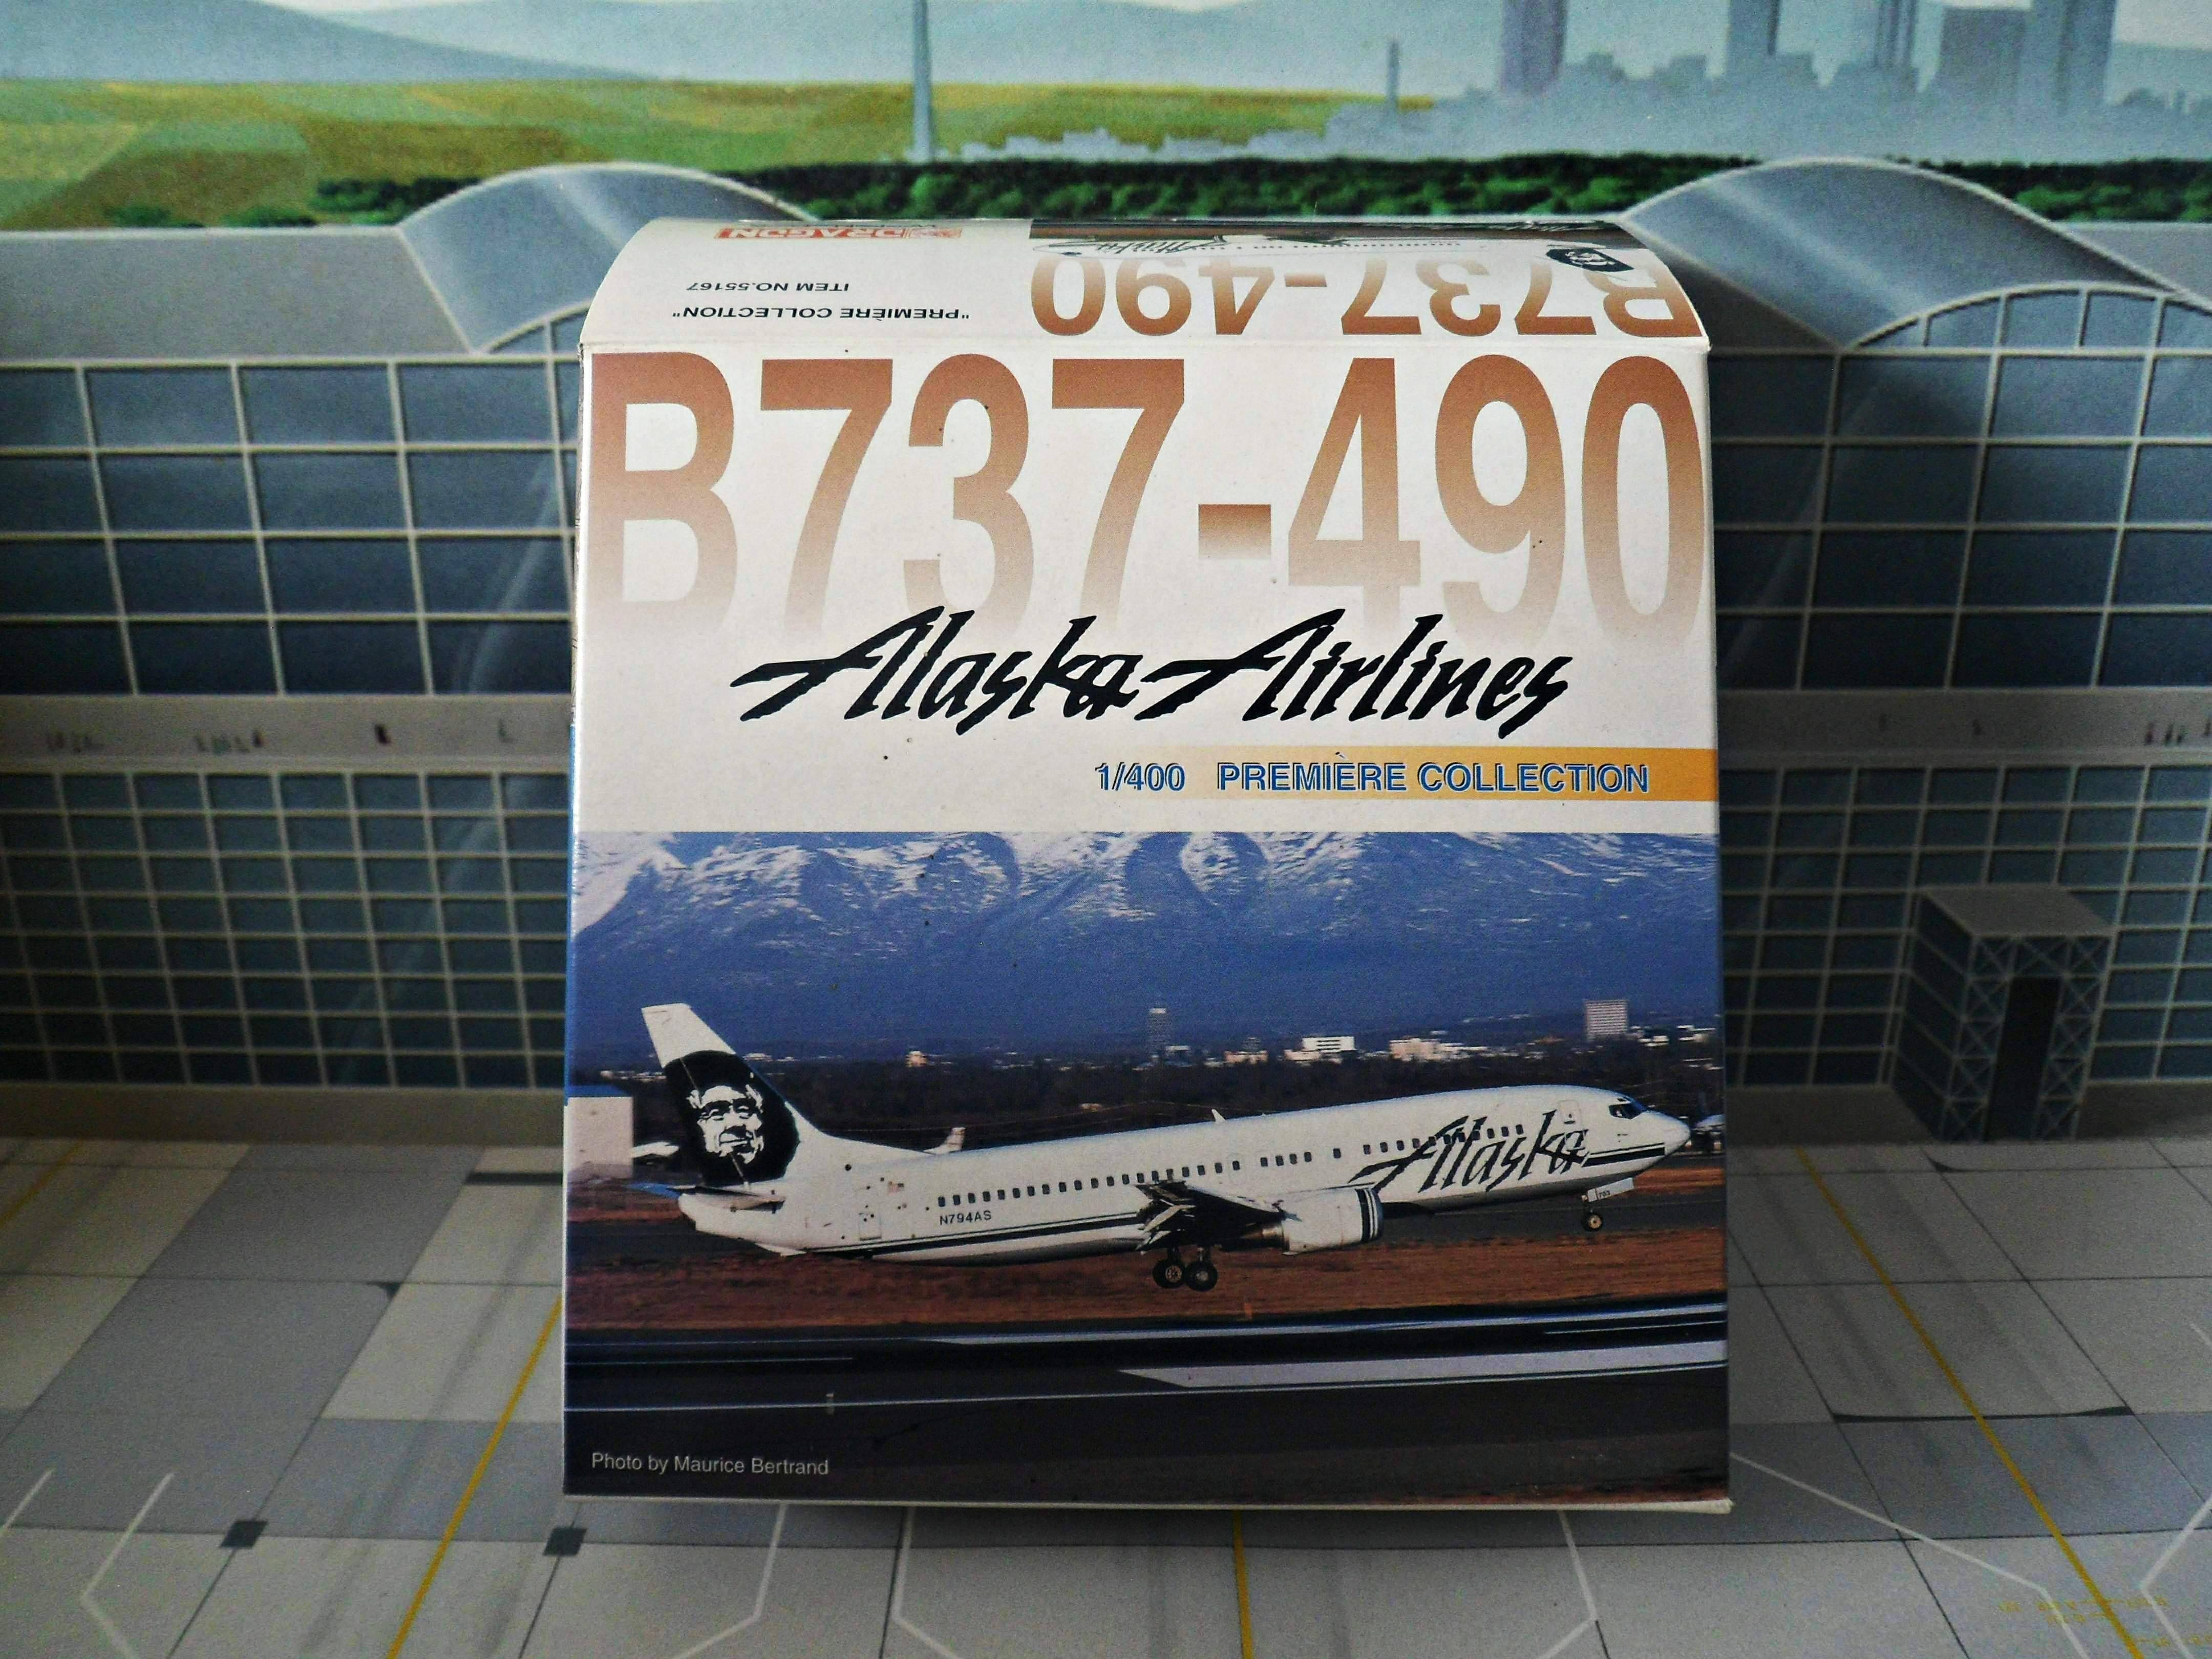 DRAGON
ITEM NO.55167
"PREMIÈRE COLLECTION"
B737-490
B737-490
Alaska Airlines
1/400 PREMIÈRE COLLECTION
Alaska
N794AS
Photo by Maurice Bertrand